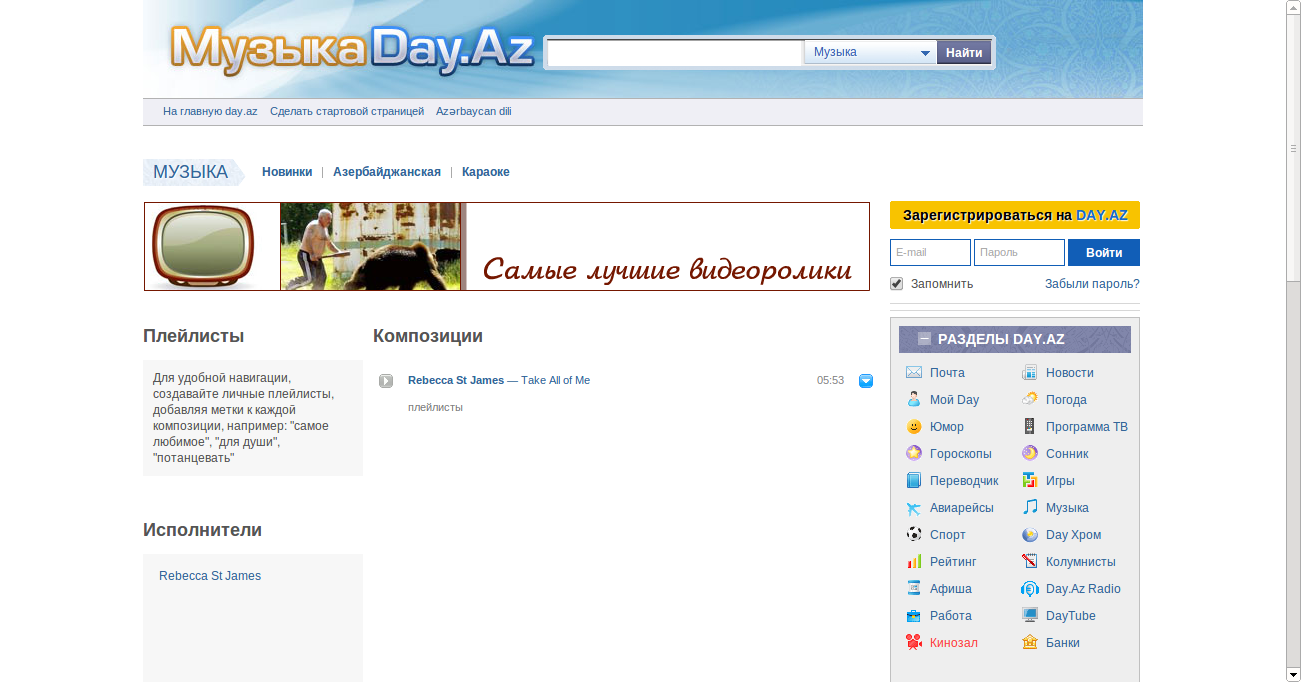 МузыкаDay.Az
Музыка
Найти
На главную day.az Сделать стартовой страницей Azərbaycan dili
МУЗЫКА
Новинки | Азербайджанская | Караоке
Самые лучшие видеоролики
Зарегистрироваться на DAY.AZ
E-mail Пароль Войти
Запомнить Забыли пароль?
Плейлисты
Для удобной навигации,
создавайте личные плейлисты,
добавляя метки к каждой
композиции, например: "самое
любимое", "для души",
"потанцевать"
Композиции
Rebecca St James — Take All of Me 05:53
плейлисты
Исполнители
Rebecca St James
РАЗДЕЛЫ DAY.AZ
Почта Новости
Мой Day Погода
Юмор Программа ТВ
Гороскопы Сонник
Переводчик Игры
Авиарейсы Музыка
Спорт Day Хром
Рейтинг Колумнисты
Афиша Day.Az Radio
Работа DayTube
Кинозал Банки